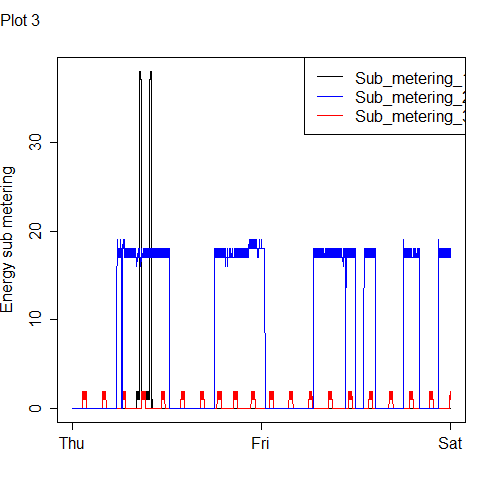 Plot 3
Sub_metering_1
Sub_metering_2
Sub_metering_3
Energy sub metering
30
20
10
0
Thu
Fri
Sat